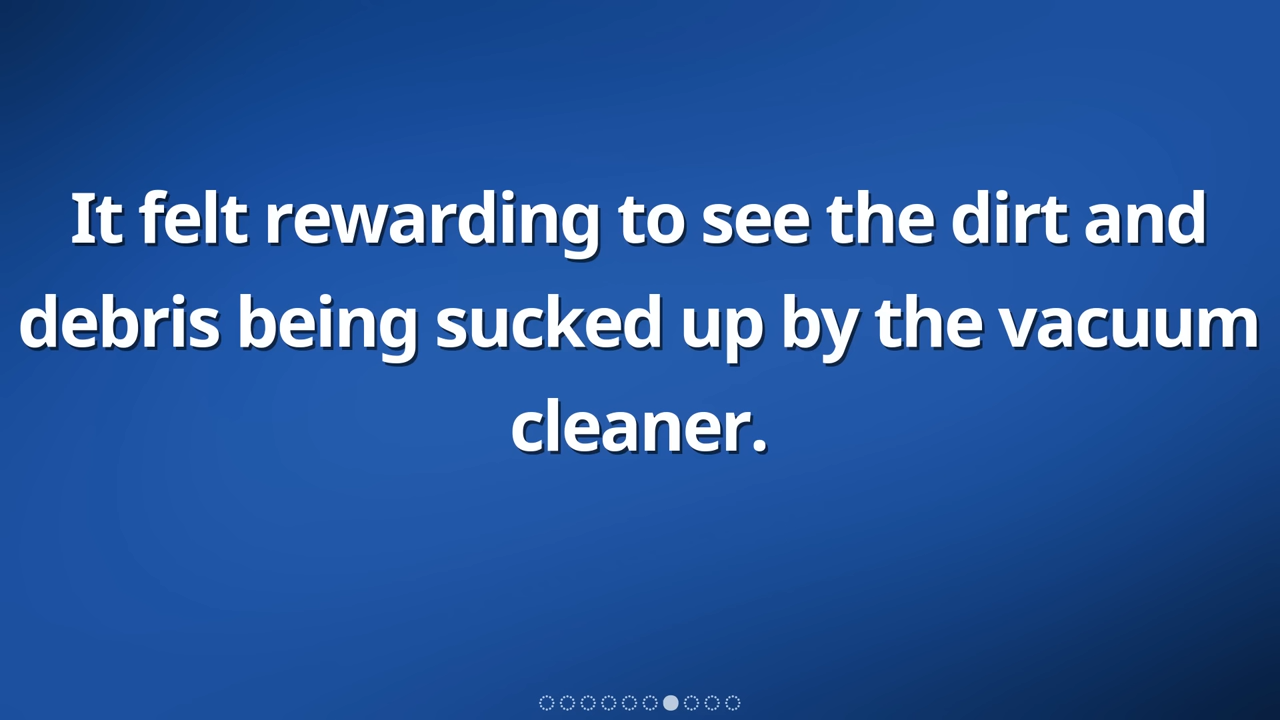 It felt rewarding to see the dirt and
debris being sucked up by the vacuum
cleaner.